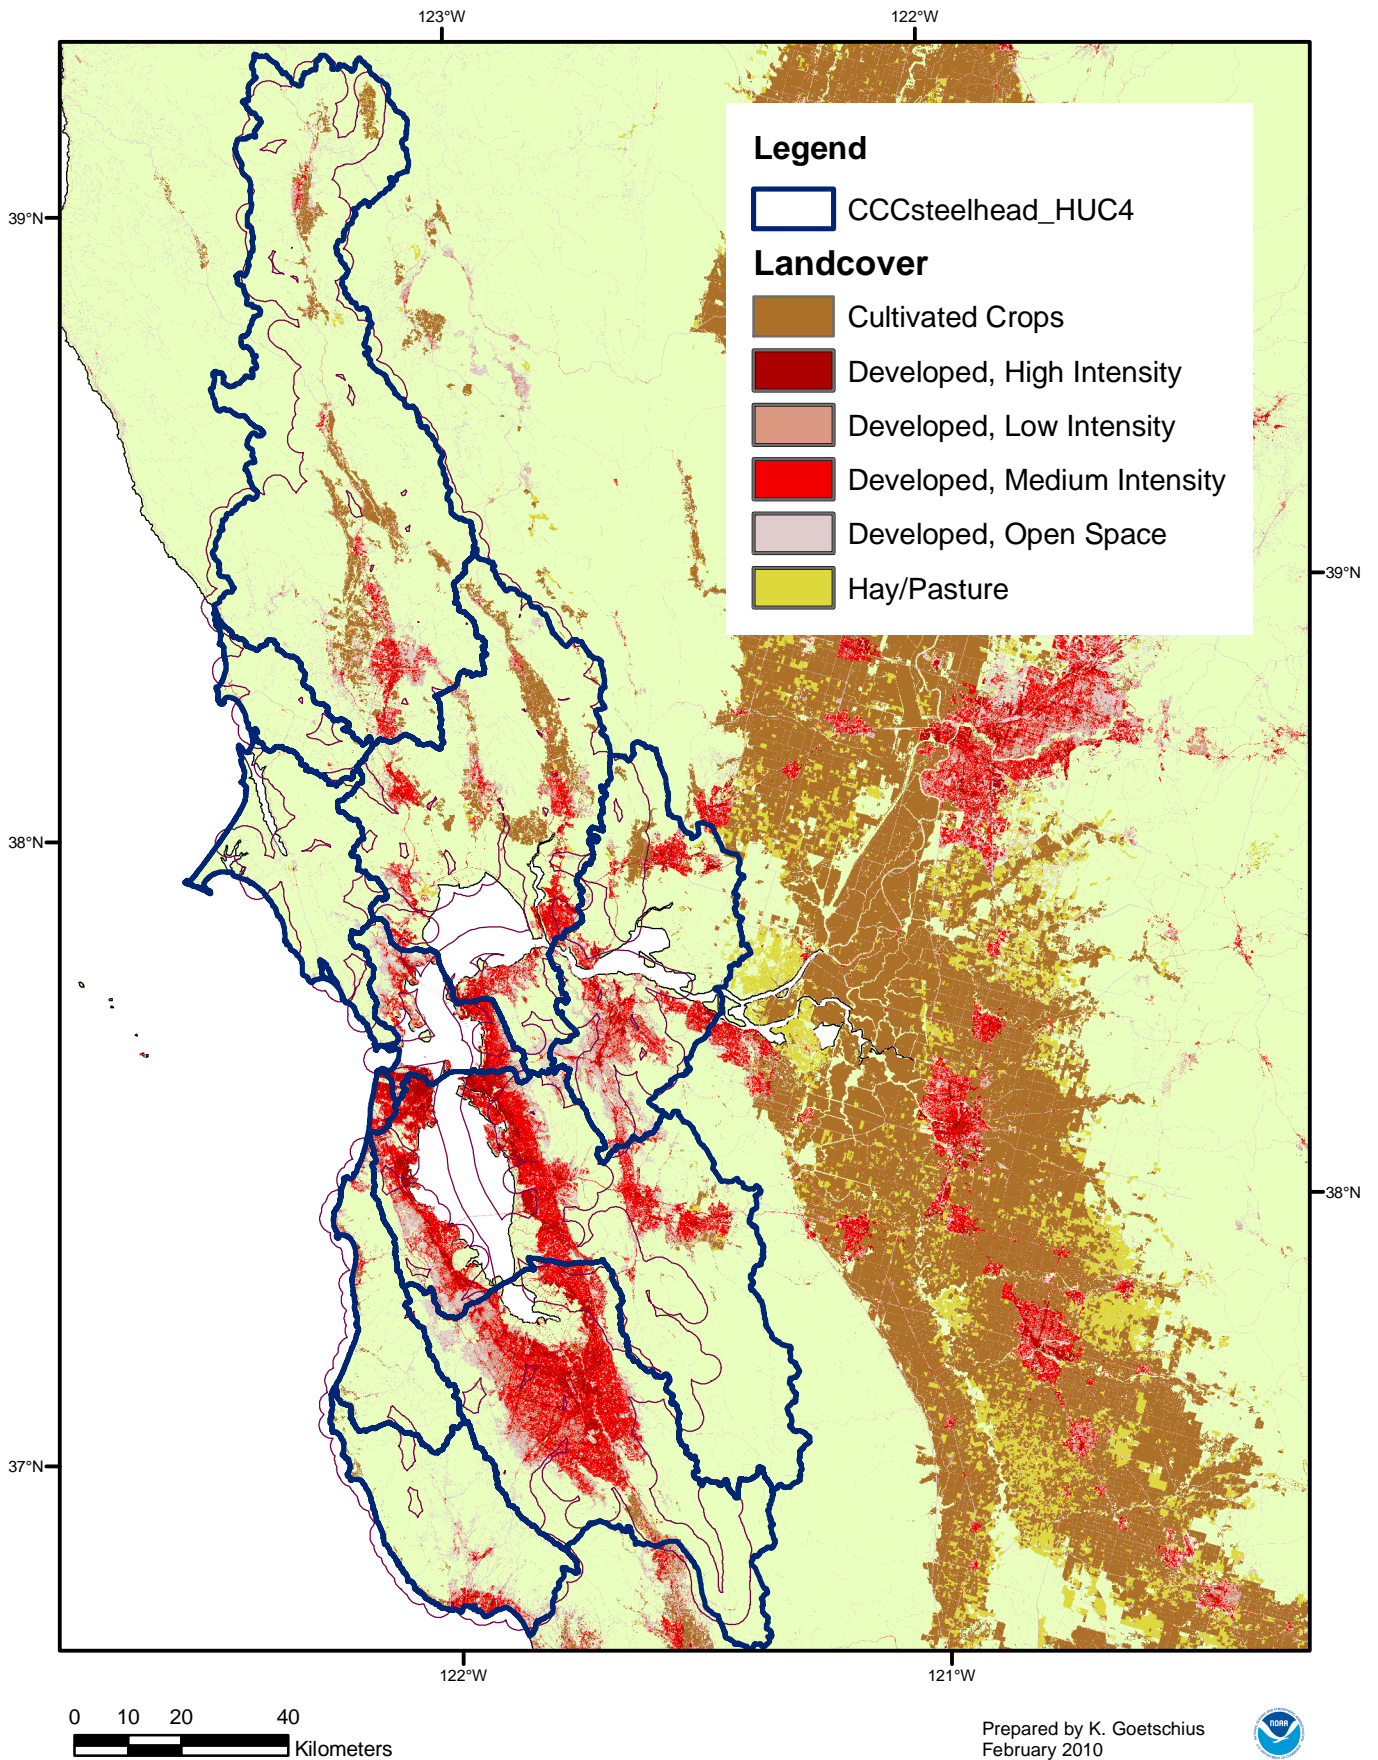 123°W
122°W
Legend
CCCsteelhead_HUC4
39°N
Landcover
Cultivated Crops
Developed, High Intensity
Developed, Low Intensity
Developed, Medium Intensity
Developed, Open Space
39°N
Hay/Pasture
38°N
38°N
37°N
122°W
121°W
0 10 20 40
Kilometers
Prepared by K. Goetschius
February 2010
NOAA